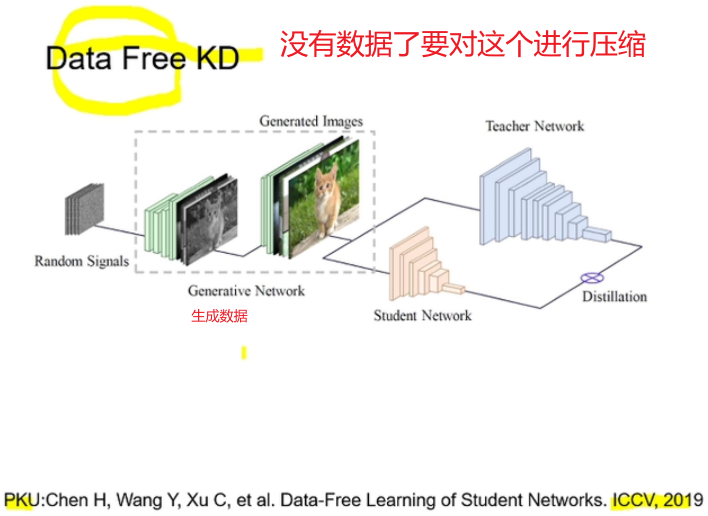 Data Free KD
没有数据了要对这个进行压缩
Generated Images
Teacher Network
Random Signals
Generative Network
Distillation
生成数据
Student Network
PKU:Chen H, Wang Y, Xu C, et al. Data-Free Learning of Student Networks. ICCV, 2019